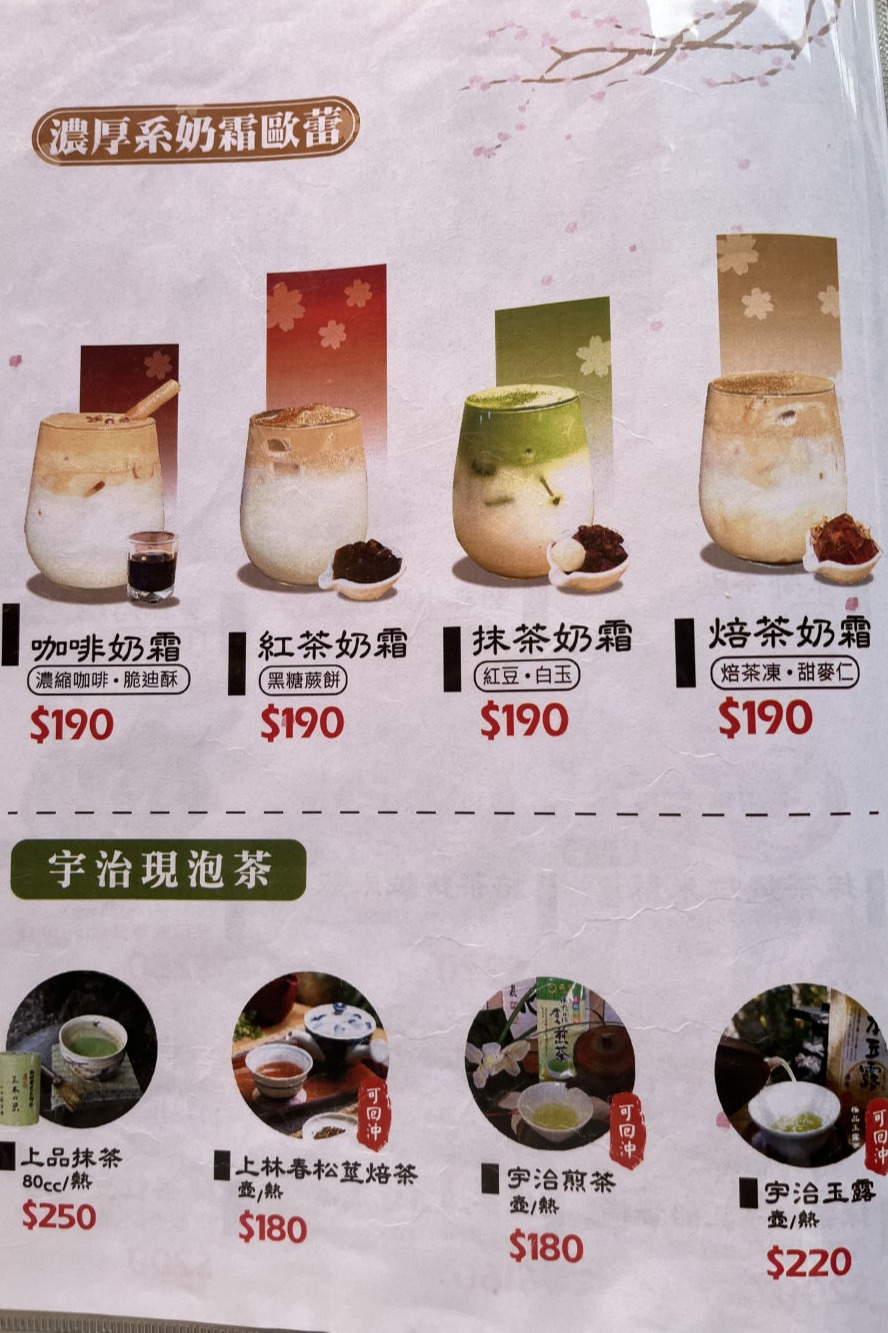 濃厚系奶霜歐蕾
咖啡奶霜
濃縮咖啡・脆迪酥
$190
紅茶奶霜
黑糖蕨餅
$190
抹茶奶霜
紅豆・白玉
$190
焙茶奶霜
焙茶凍・甜麥仁
$190
宇治現泡茶
上品抹茶
80cc/熱
$250
可回沖
上林春松莖焙茶
壺/熱
$180
煎茶
可回沖
宇治煎茶
壺/熱
$180
玉露
可回沖
宇治玉露
壺/熱
$220